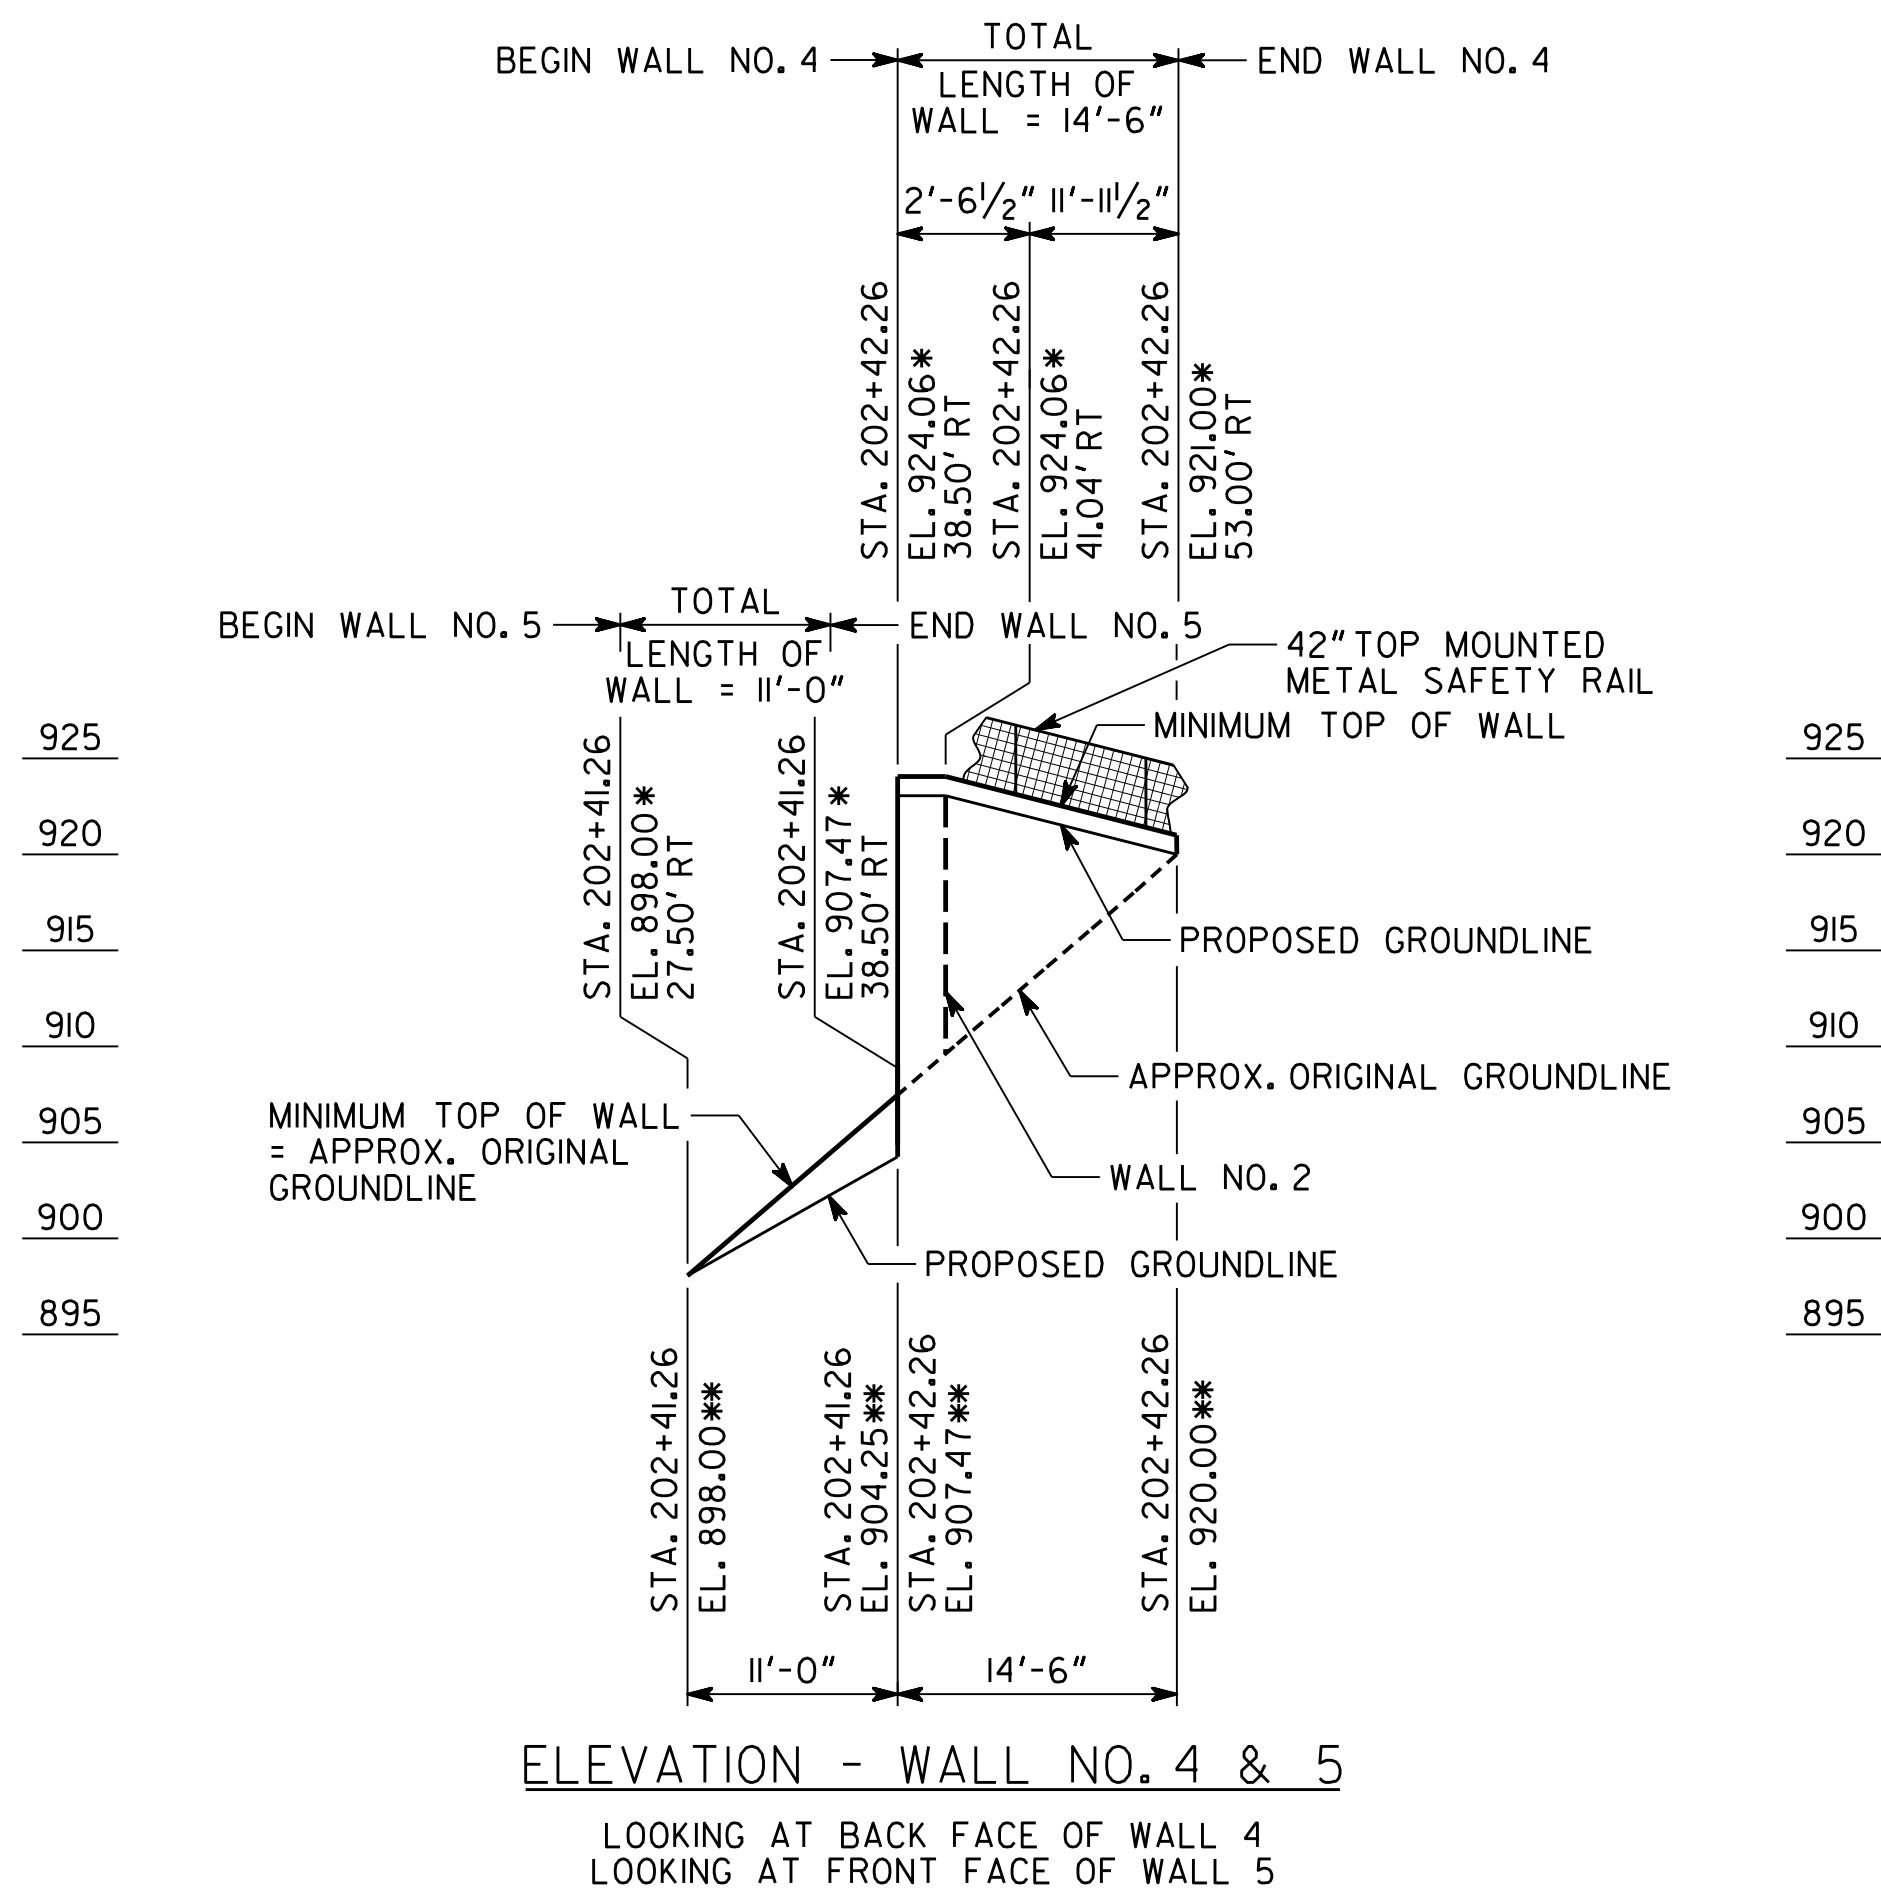 TOTAL
BEGIN WALL NO. 4
END WALL NO. 4
LENGTH OF
WALL = 14'-6"
2'-6½"
11'-11½"
STA. 202+42.26
EL. 924.06*
38.50' RT
STA. 202+42.26
EL. 924.06*
41.04' RT
STA. 202+42.26
EL. 921.00*
53.00' RT
TOTAL
BEGIN WALL NO. 5
END WALL NO. 5
LENGTH OF
WALL = 11'-0"
42" TOP MOUNTED
METAL SAFETY RAIL
MINIMUM TOP OF WALL
STA. 202+41.26
EL. 898.00*
27.50' RT
STA. 202+41.26
EL. 907.47*
38.50' RT
925
920
915
910
905
900
895
925
920
915
910
905
900
895
PROPOSED GROUNDLINE
APPROX. ORIGINAL GROUNDLINE
MINIMUM TOP OF WALL
= APPROX. ORIGINAL
GROUNDLINE
WALL NO. 2
PROPOSED GROUNDLINE
STA. 202+41.26
EL. 898.00**
STA. 202+41.26
EL. 904.25**
STA. 202+42.26
EL. 907.47**
STA. 202+42.26
EL. 920.00**
11'-0"
14'-6"
ELEVATION - WALL NO. 4 & 5
LOOKING AT BACK FACE OF WALL 4
LOOKING AT FRONT FACE OF WALL 5